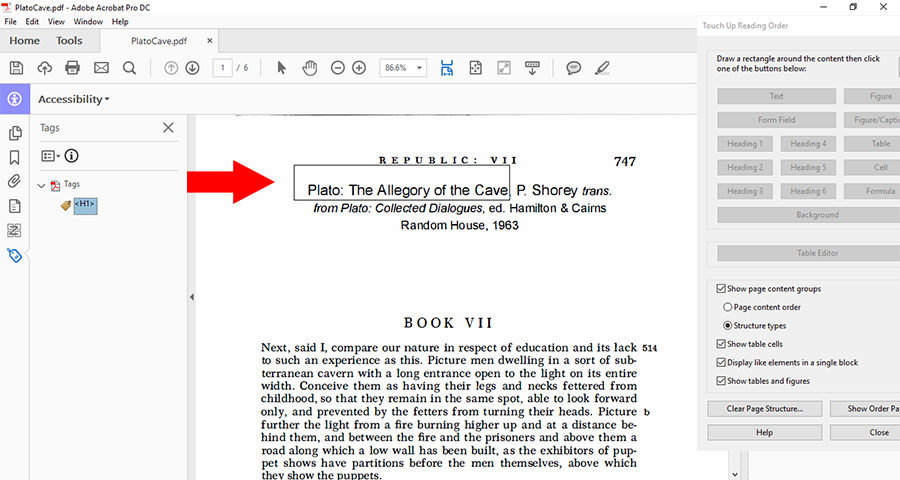 PlatoCave.pdf - Adobe Acrobat Pro DC
File Edit View Window Help
Home Tools PlatoCave.pdf ×
1 / 6 86.6%
Touch Up Reading Order
Draw a rectangle around the content then click
one of the buttons below:
Text Figure
Form Field
Heading 1 Heading 4 Table
Heading 2 Heading 5 Cell
Heading 3 Heading 6 Formula
Background
Table Editor
Show page content groups
Page content order
Structure types
Show table cells
Display like elements in a single block
Show tables and figures
Clear Page Structure... Show Order
Help Close
Accessibility
Tags
Tags
<H1>
REPUBLIC: VII 747
Plato: The Allegory of the Cave, P. Shorey trans.
from Plato: Collected Dialogues, ed. Hamilton & Cairns
Random House, 1963
BOOK VII
Next, said I, compare our nature in respect of education and its lack 514
to such an experience as this. Picture men dwelling in a sort of sub-
terranean cavern with a long entrance open to the light on its entire
width. Conceive them as having their legs and necks fettered from
childhood, so that they remain in the same spot, able to look forward
only, and prevented by the fetters from turning their heads. Picture b
further the light from a fire burning higher up and at a distance be-
hind them, and between the fire and the prisoners and above them a
road along which a low wall has been built, as the exhibitors of pup-
pet shows have partitions before the men themselves, above which
they show the puppets.